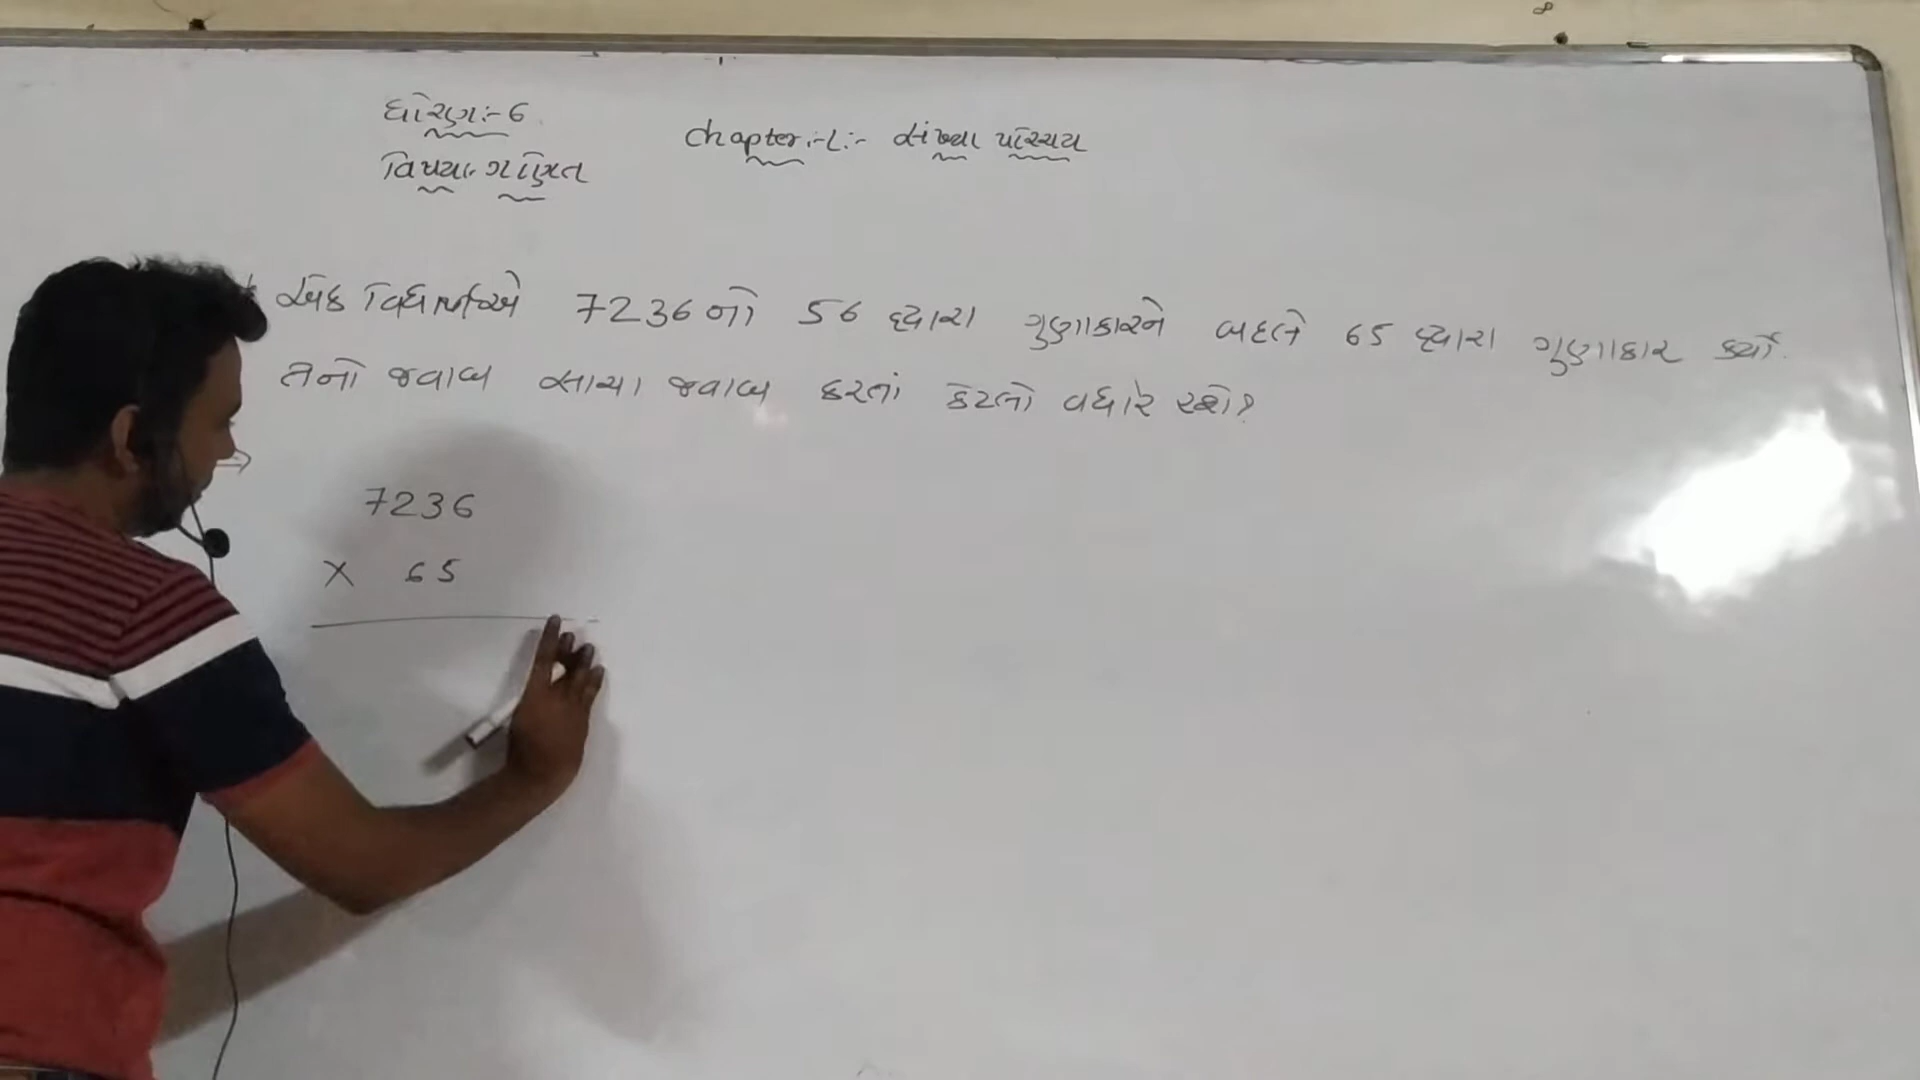 ધોરણ:- 6
વિષય:- ગણિત
chapter:-1:- સંખ્યા પરિચય
* એક વિદ્યાર્થીએ 7236 નો 56 દ્વારા ગુણાકારને બદલે 65 દ્વારા ગુણાકાર કર્યો.
તેનો જવાબ સાચા જવાબ કરતાં કેટલો વધારે હશે?
⇒
7236
X 65